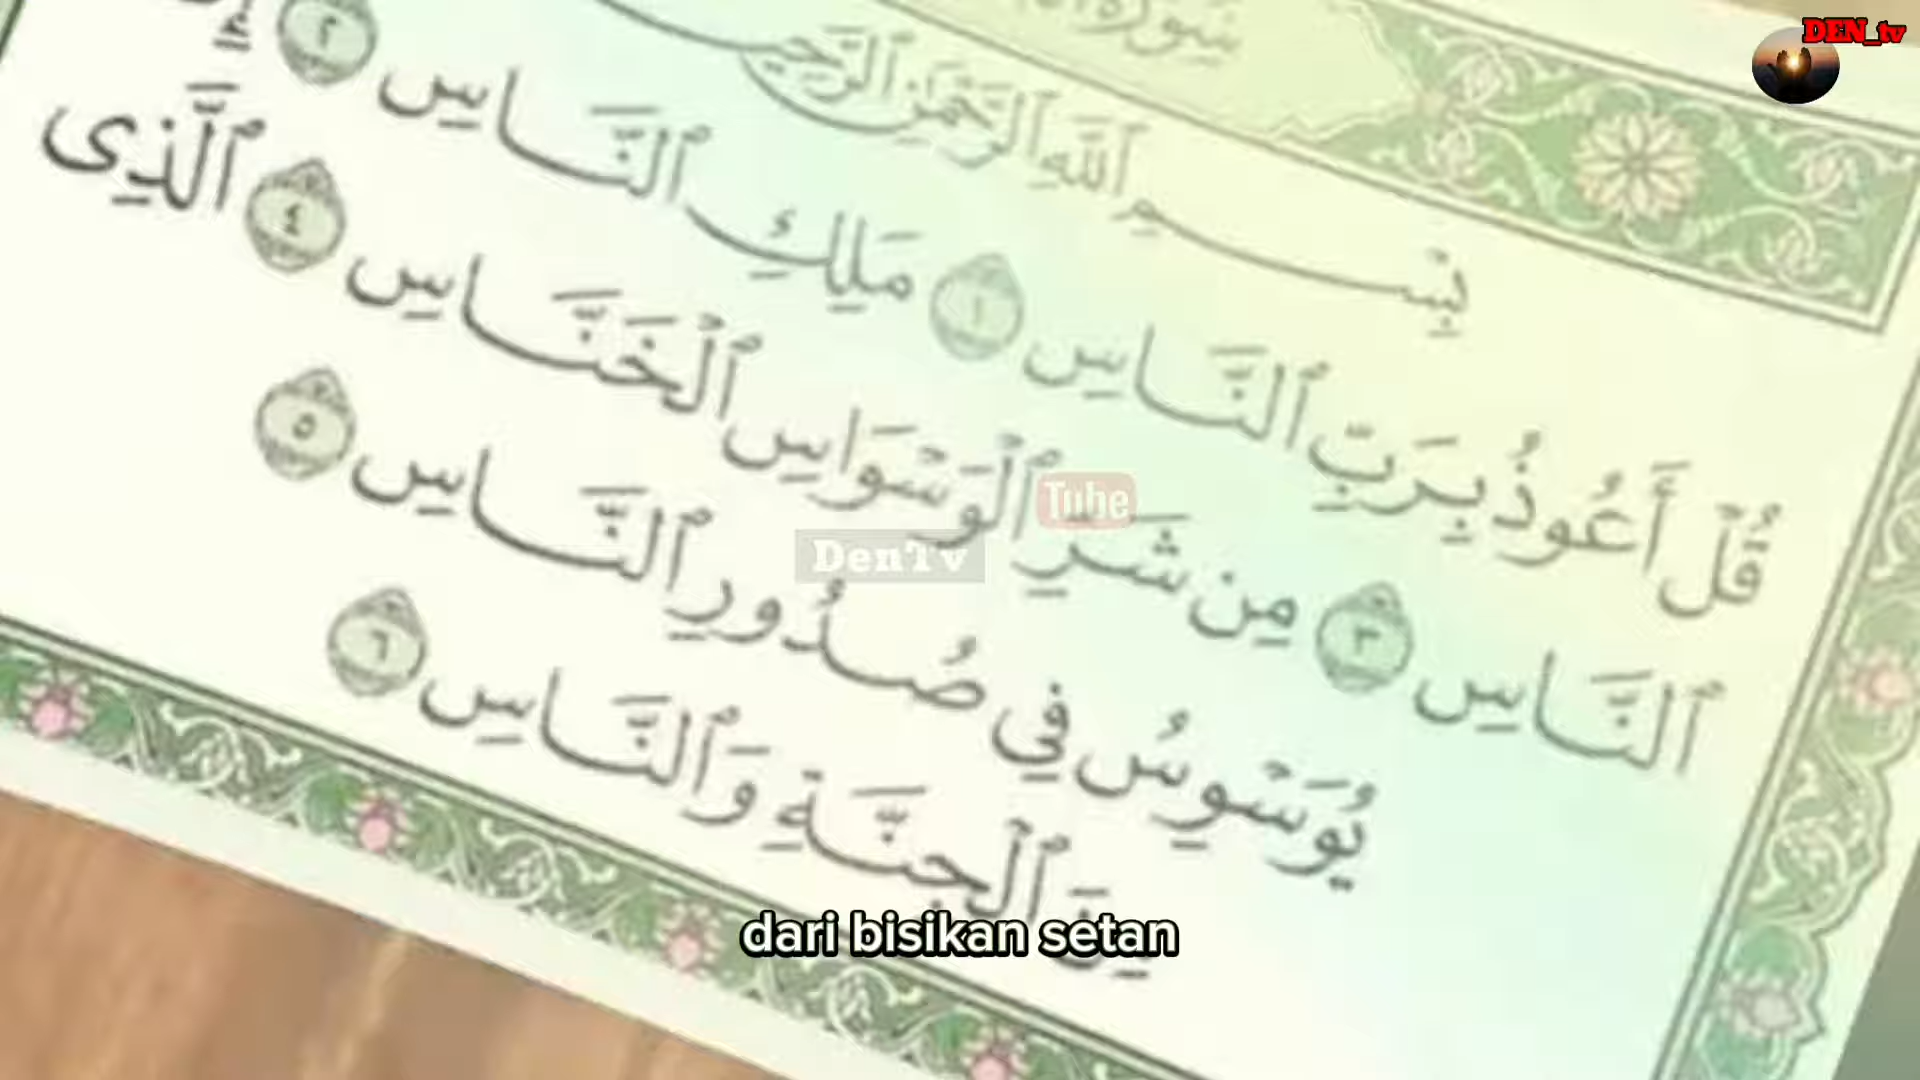 DEN_tv
سورة
بِسْمِ ٱللَّهِ ٱلرَّحْمَٰنِ ٱلرَّحِيمِ
قُلْ أَعُوذُ بِرَبِّ ٱلنَّاسِ ١ مَلِكِ ٱلنَّاسِ ٢
ٱلنَّاسِ ٣ مِن شَرِّ ٱلْوَسْوَاسِ ٱلْخَنَّاسِ ٤ ٱلَّذِى
يُوَسْوِسُ فِى صُدُورِ ٱلنَّاسِ ٥
مِنَ ٱلْجِنَّةِ وَٱلنَّاسِ ٦
Tube
DenTv
dari bisikan setan